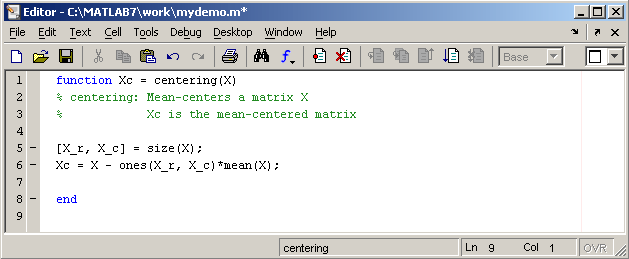 Editor - C:\MATLAB7\work\mydemo.m*
File Edit Text Cell Tools Debug Desktop Window Help
Base
1 function Xc = centering(X)
2 % centering: Mean-centers a matrix X
3 % Xc is the mean-centered matrix
4
5 - [X_r, X_c] = size(X);
6 - Xc = X - ones(X_r, X_c)*mean(X);
7
8 - end
9
centering Ln 9 Col 1 OVR